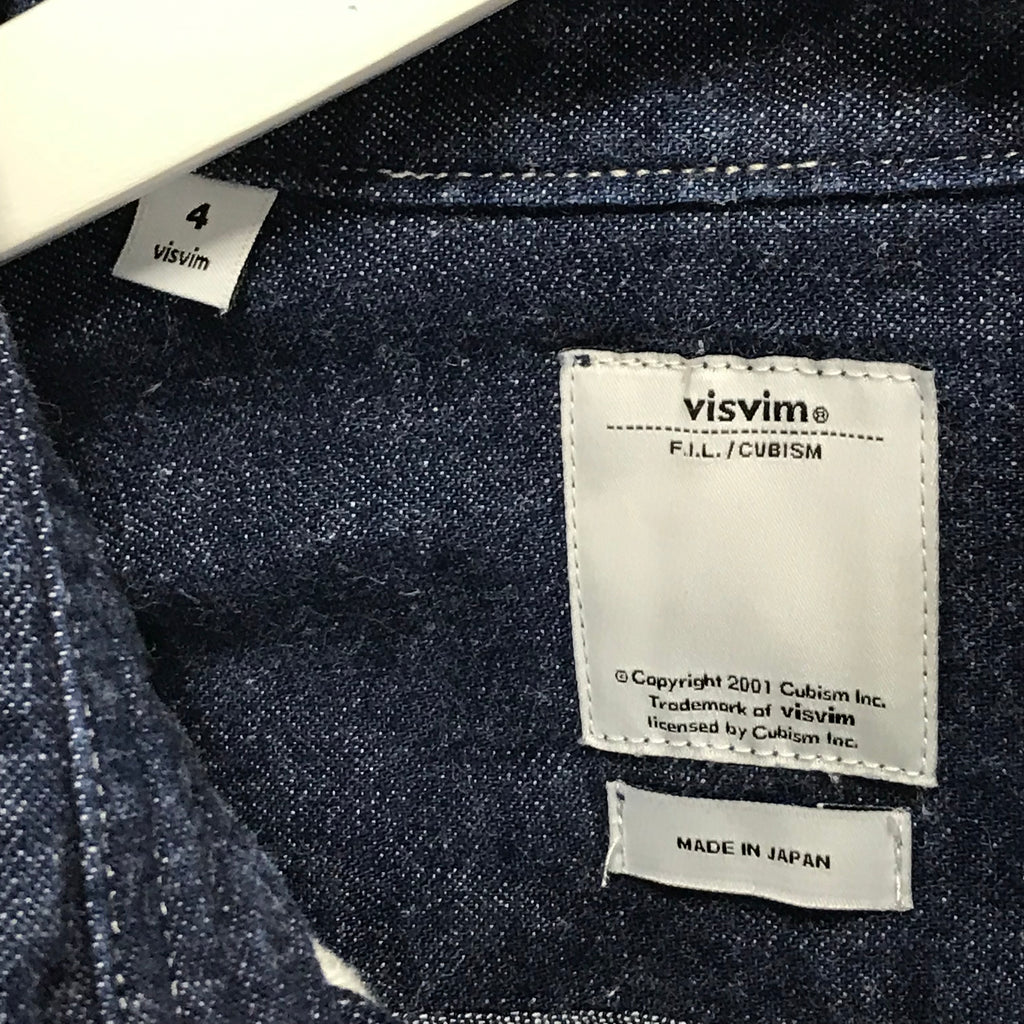 4
visvim
visvim®
F.I.L./CUBISM
© Copyright 2001 Cubism Inc.
Trademark of visvim
licensed by Cubism Inc.
MADE IN JAPAN